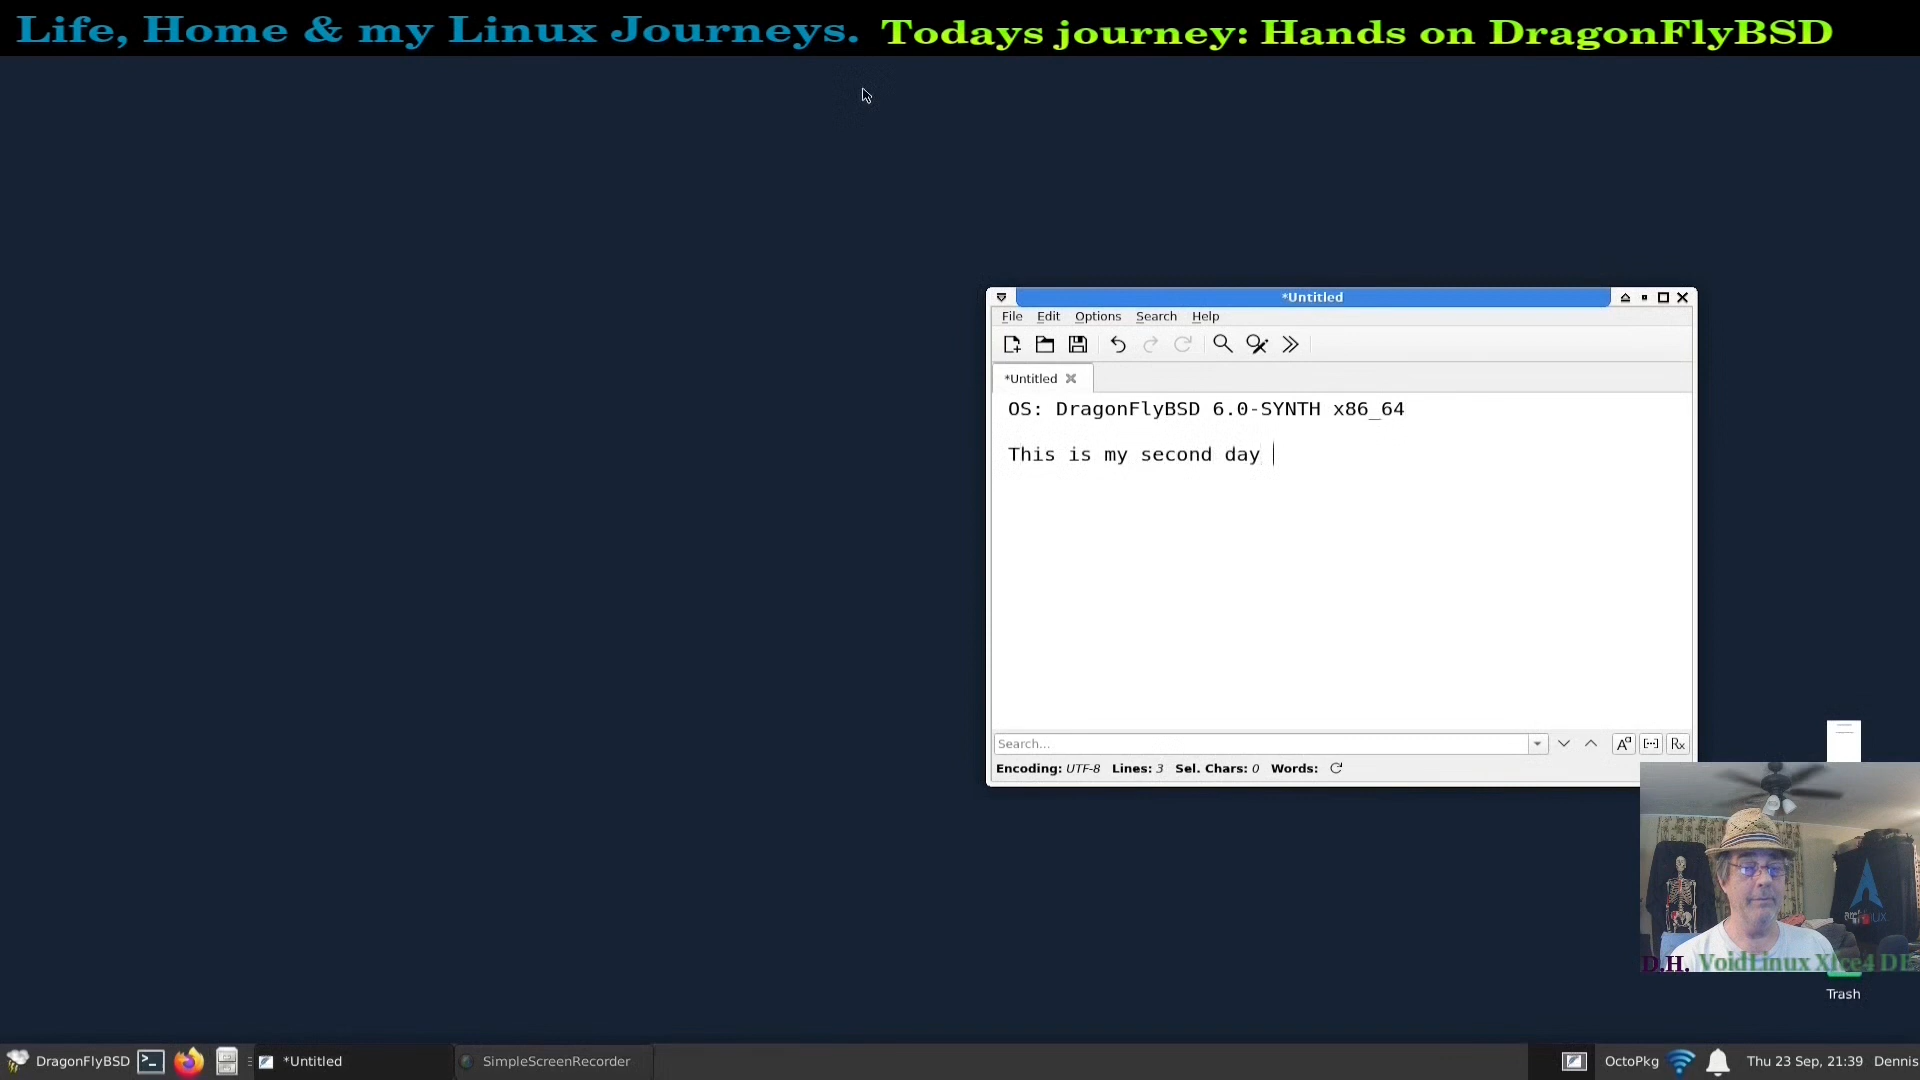 Life, Home & my Linux Journeys. Todays journey: Hands on DragonFlyBSD
*Untitled
File Edit Options Search Help
*Untitled
OS: DragonFlyBSD 6.0-SYNTH x86_64
This is my second day
Search...
Encoding: UTF-8 Lines: 3 Sel. Chars: 0 Words:
D.H. VoidLinux Xfce4 DE
Trash
DragonFlyBSD *Untitled SimpleScreenRecorder OctoPkg Thu 23 Sep, 21:39 Dennis